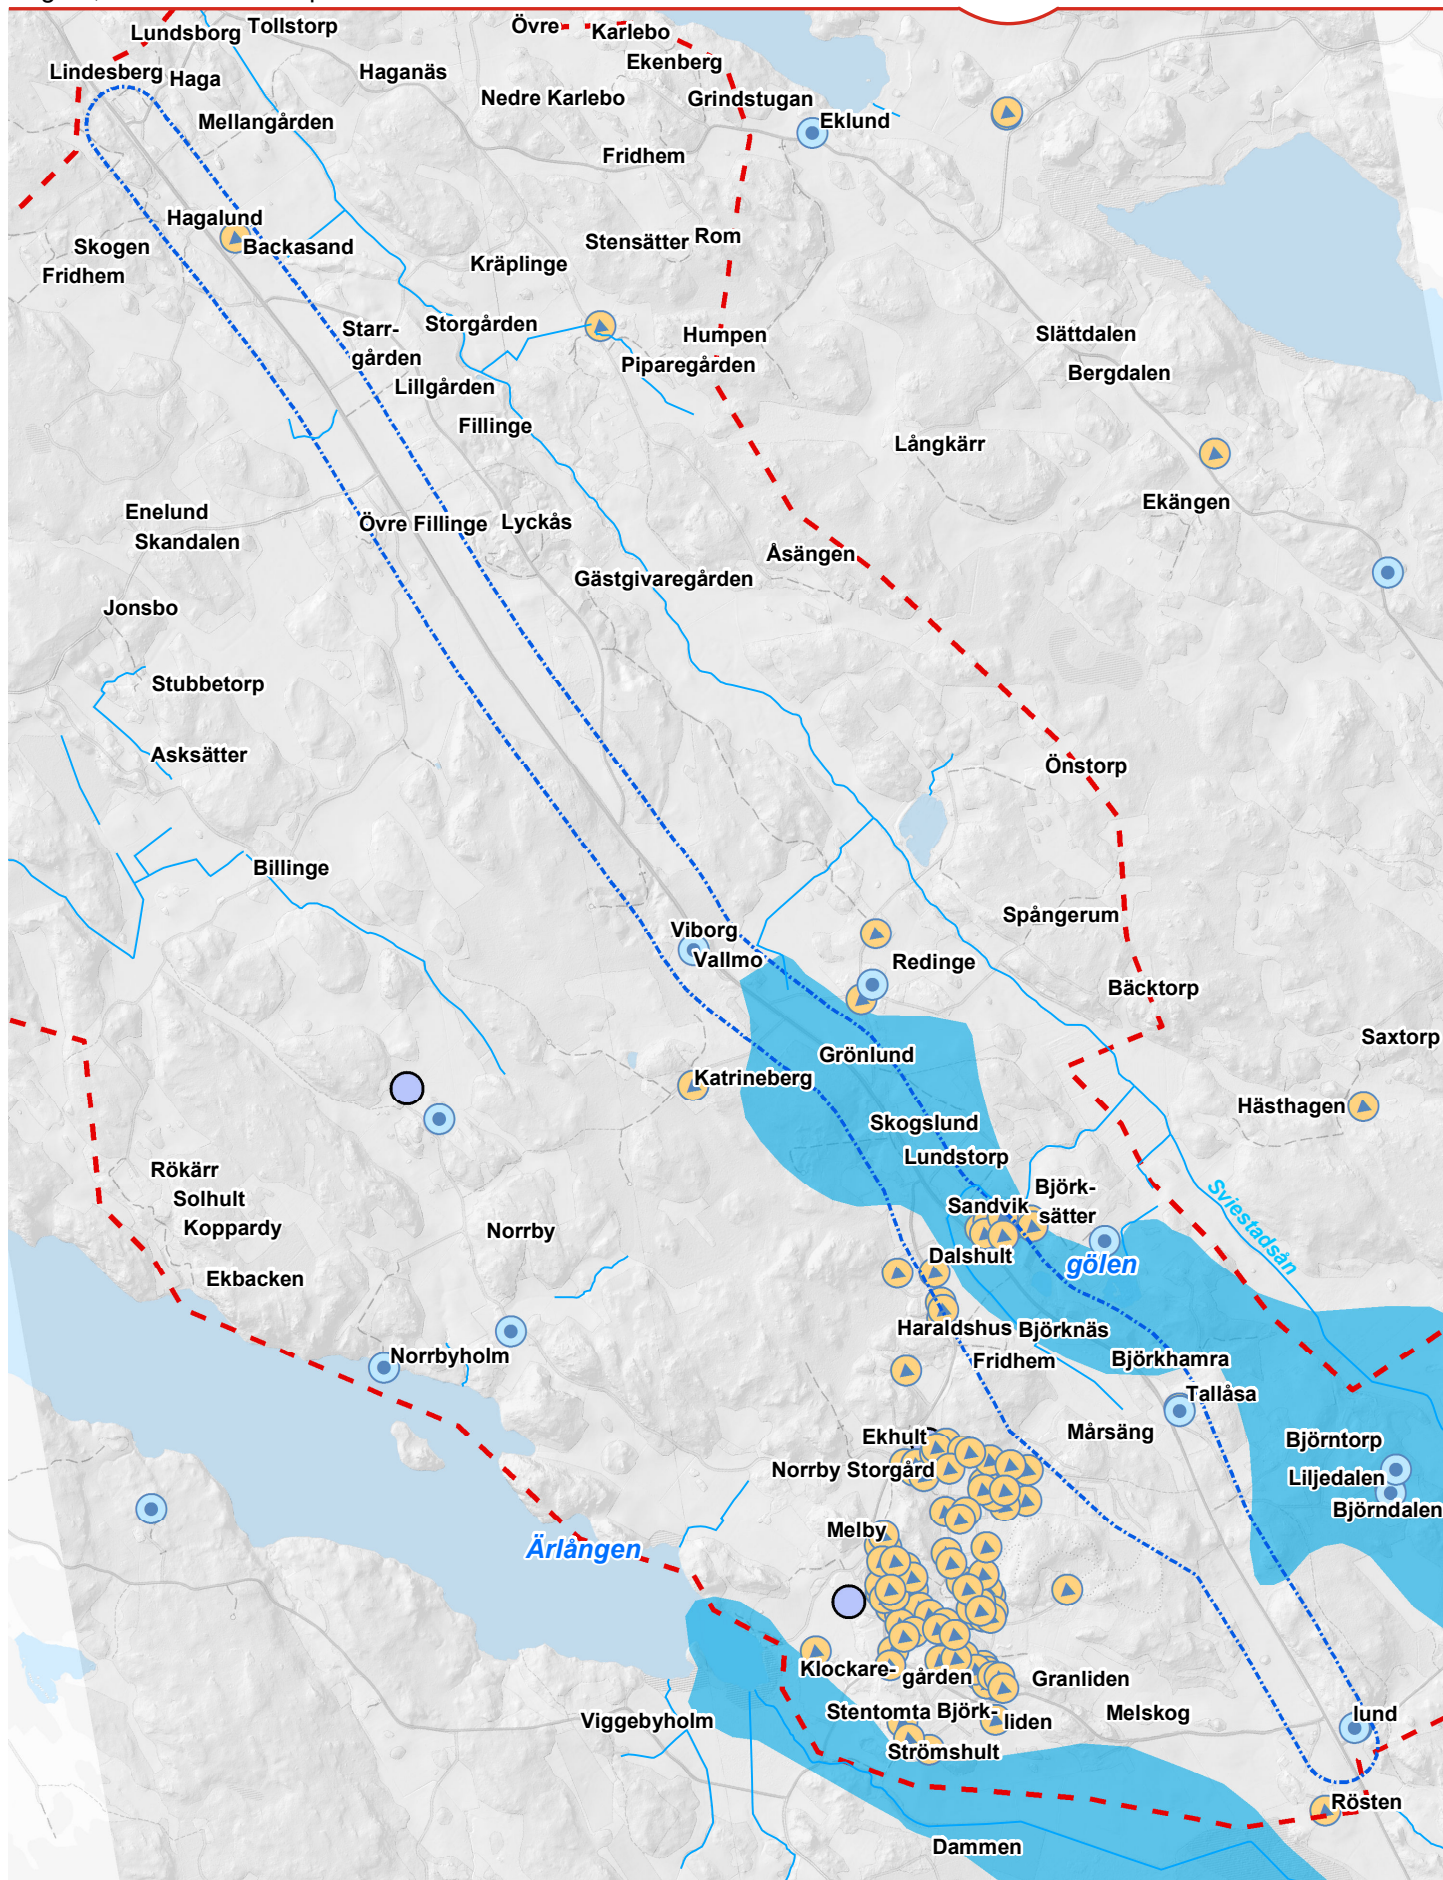 Lundsborg
Tollstorp
Övre
Karlebo
Lindesberg
Haga
Haganäs
Ekenberg
Nedre Karlebo
Grindstugan
Mellangården
Eklund
Fridhem
Hagalund
Skogen
Backasand
Stensätter
Rom
Fridhem
Kräplinge
Starr-
gården
Storgården
Humpen
Slättdalen
Piparegården
Bergdalen
Lillgården
Fillinge
Långkärr
Enelund
Övre Fillinge
Lyckås
Ekängen
Skandalen
Åsängen
Gästgivaregården
Jonsbo
Stubbetorp
Asksätter
Önstorp
Billinge
Spångerum
Viborg
Vallmo
Redinge
Bäcktorp
Saxtorp
Grönlund
Katrineberg
Hästhagen
Skogslund
Lundstorp
Rökärr
Solhult
Koppardy
Norrby
Björk-
sätter
Sandvik
Sviestadsån
Dalshult
gölen
Ekbacken
Haraldshus
Björknäs
Norrbyholm
Fridhem
Björkhamra
Tallåsa
Ekhult
Mårsäng
Björntorp
Norrby Storgård
Liljedalen
Björndalen
Melby
Ärlången
Klockare-
gården
Granliden
Viggebyholm
Stentomta
Björk-
liden
Melskog
lund
Strömshult
Rösten
Dammen